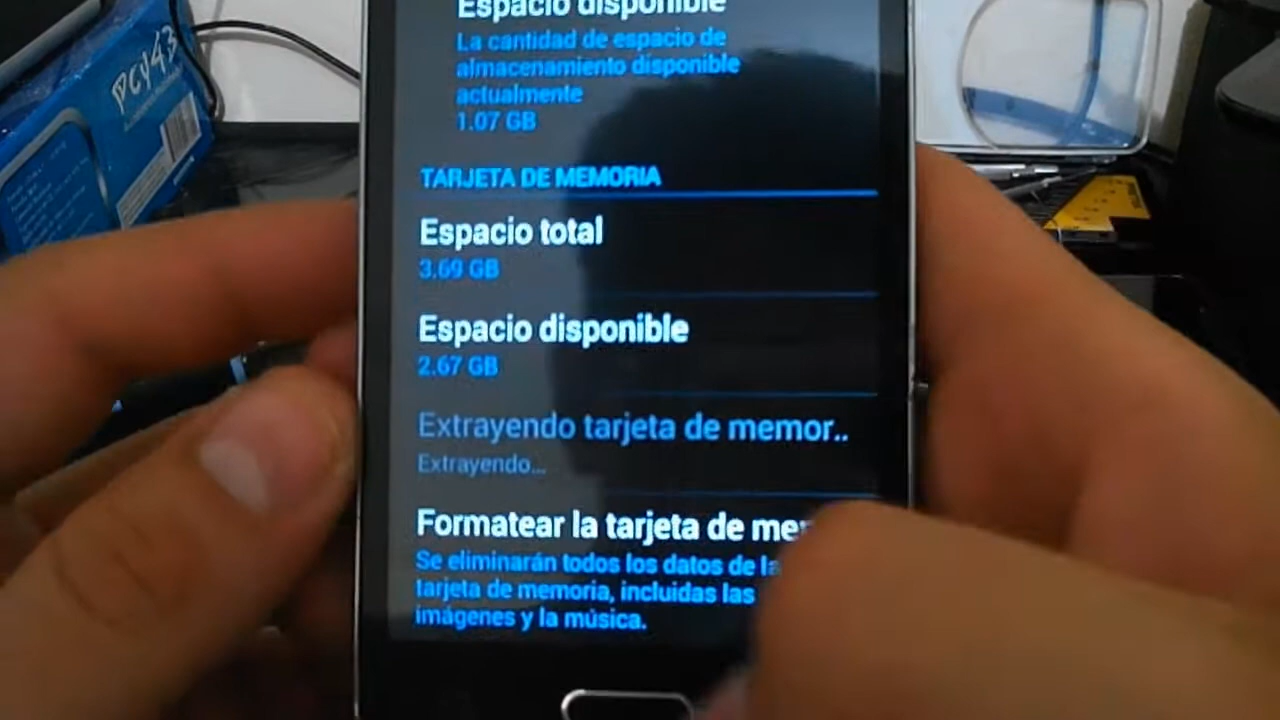 Espacio disponible
La cantidad de espacio de
almacenamiento disponible
actualmente
1.07 GB
TARJETA DE MEMORIA
Espacio total
3.69 GB
Espacio disponible
2.67 GB
Extrayendo tarjeta de memor..
Extrayendo...
Formatear la tarjeta de me
Se eliminarán todos los datos de la
tarjeta de memoria, incluidas las
imágenes y la música.